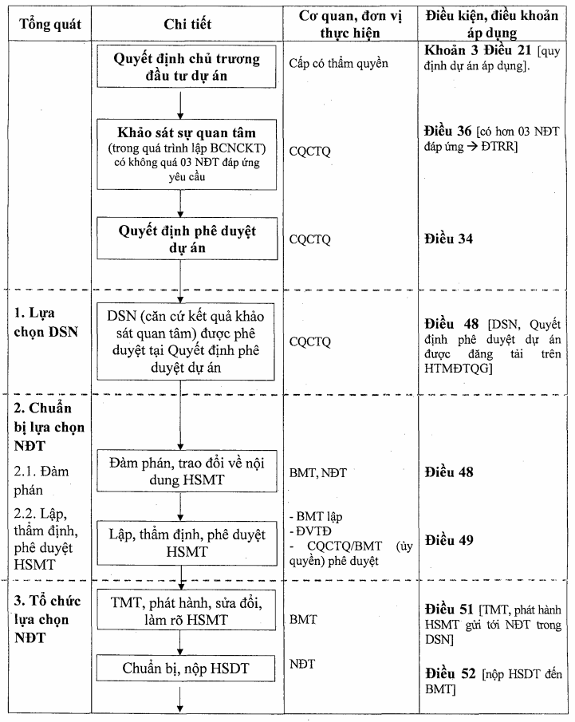 Tổng quát
Chi tiết
Cơ quan, đơn vị
thực hiện
Điều kiện, điều khoản
áp dụng
Quyết định chủ trương
đầu tư dự án
Cấp có thẩm quyền
Khoản 3 Điều 21 [quy
định dự án áp dụng].
Khảo sát sự quan tâm
(trong quá trình lập BCNCKT)
có không quá 03 NĐT đáp ứng
yêu cầu
CQCTQ
Điều 36 [có hơn 03 NĐT
đáp ứng → ĐTRR]
Quyết định phê duyệt
dự án
CQCTQ
Điều 34
1. Lựa
chọn DSN
DSN (căn cứ kết quả khảo
sát quan tâm) được phê
duyệt tại Quyết định phê
duyệt dự án
CQCTQ
Điều 48 [DSN, Quyết
định phê duyệt dự án
được đăng tải trên
HTMĐTQG]
2. Chuẩn
bị lựa chọn
NĐT
2.1. Đàm
phán
Đàm phán, trao đổi về nội
dung HSMT
BMT, NĐT
Điều 48
2.2. Lập,
thẩm định,
phê duyệt
HSMT
Lập, thẩm định, phê duyệt
HSMT
- BMT lập
- ĐVTĐ
- CQCTQ/BMT (ủy
quyền) phê duyệt
Điều 49
3. Tổ chức
lựa chọn
NĐT
TMT, phát hành, sửa đổi,
làm rõ HSMT
BMT
Điều 51 [TMT, phát hành
HSMT gửi tới NĐT trong
DSN]
Chuẩn bị, nộp HSDT
NĐT
Điều 52 [nộp HSDT đến
BMT]